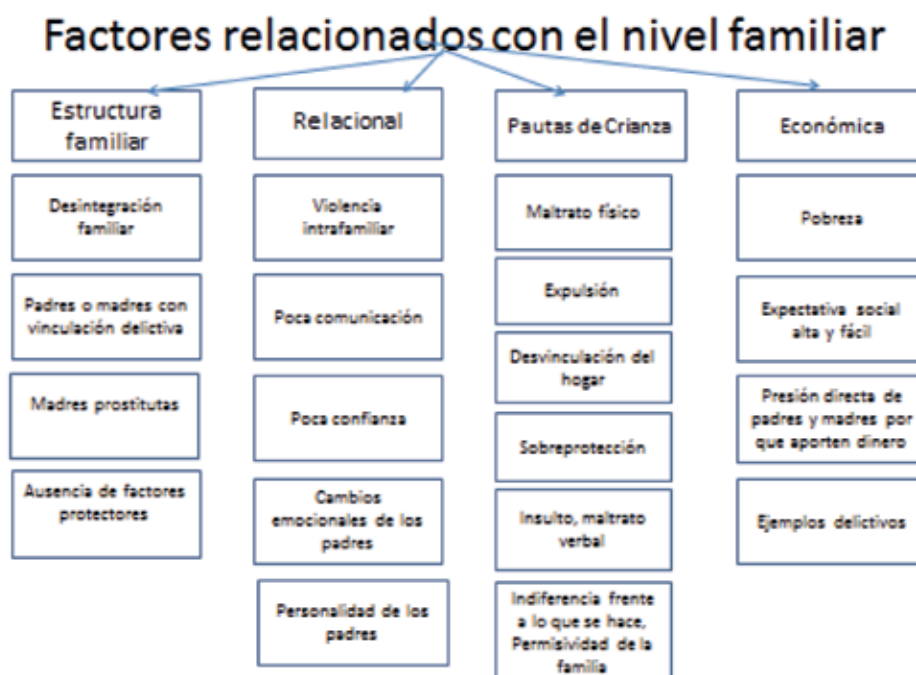 Factores relacionados con el nivel familiar
Estructura
familiar
Desintegración
familiar
Padres o madres con
vinculación delictiva
Madres prostitutas
Ausencia de factores
protectores
Relacional
Violencia
intrafamiliar
Poca comunicación
Poca confianza
Cambios
emocionales de los
padres
Personalidad de los
padres
Pautas de Crianza
Maltrato físico
Expulsión
Desvinculación del
hogar
Sobreprotección
Insulto, maltrato
verbal
Indiferencia frente
a lo que se hace,
Permisividad de la
familia
Económica
Pobreza
Expectativa social
alta y fácil
Presión directa de
padres y madres por
que aporten dinero
Ejemplos delictivos